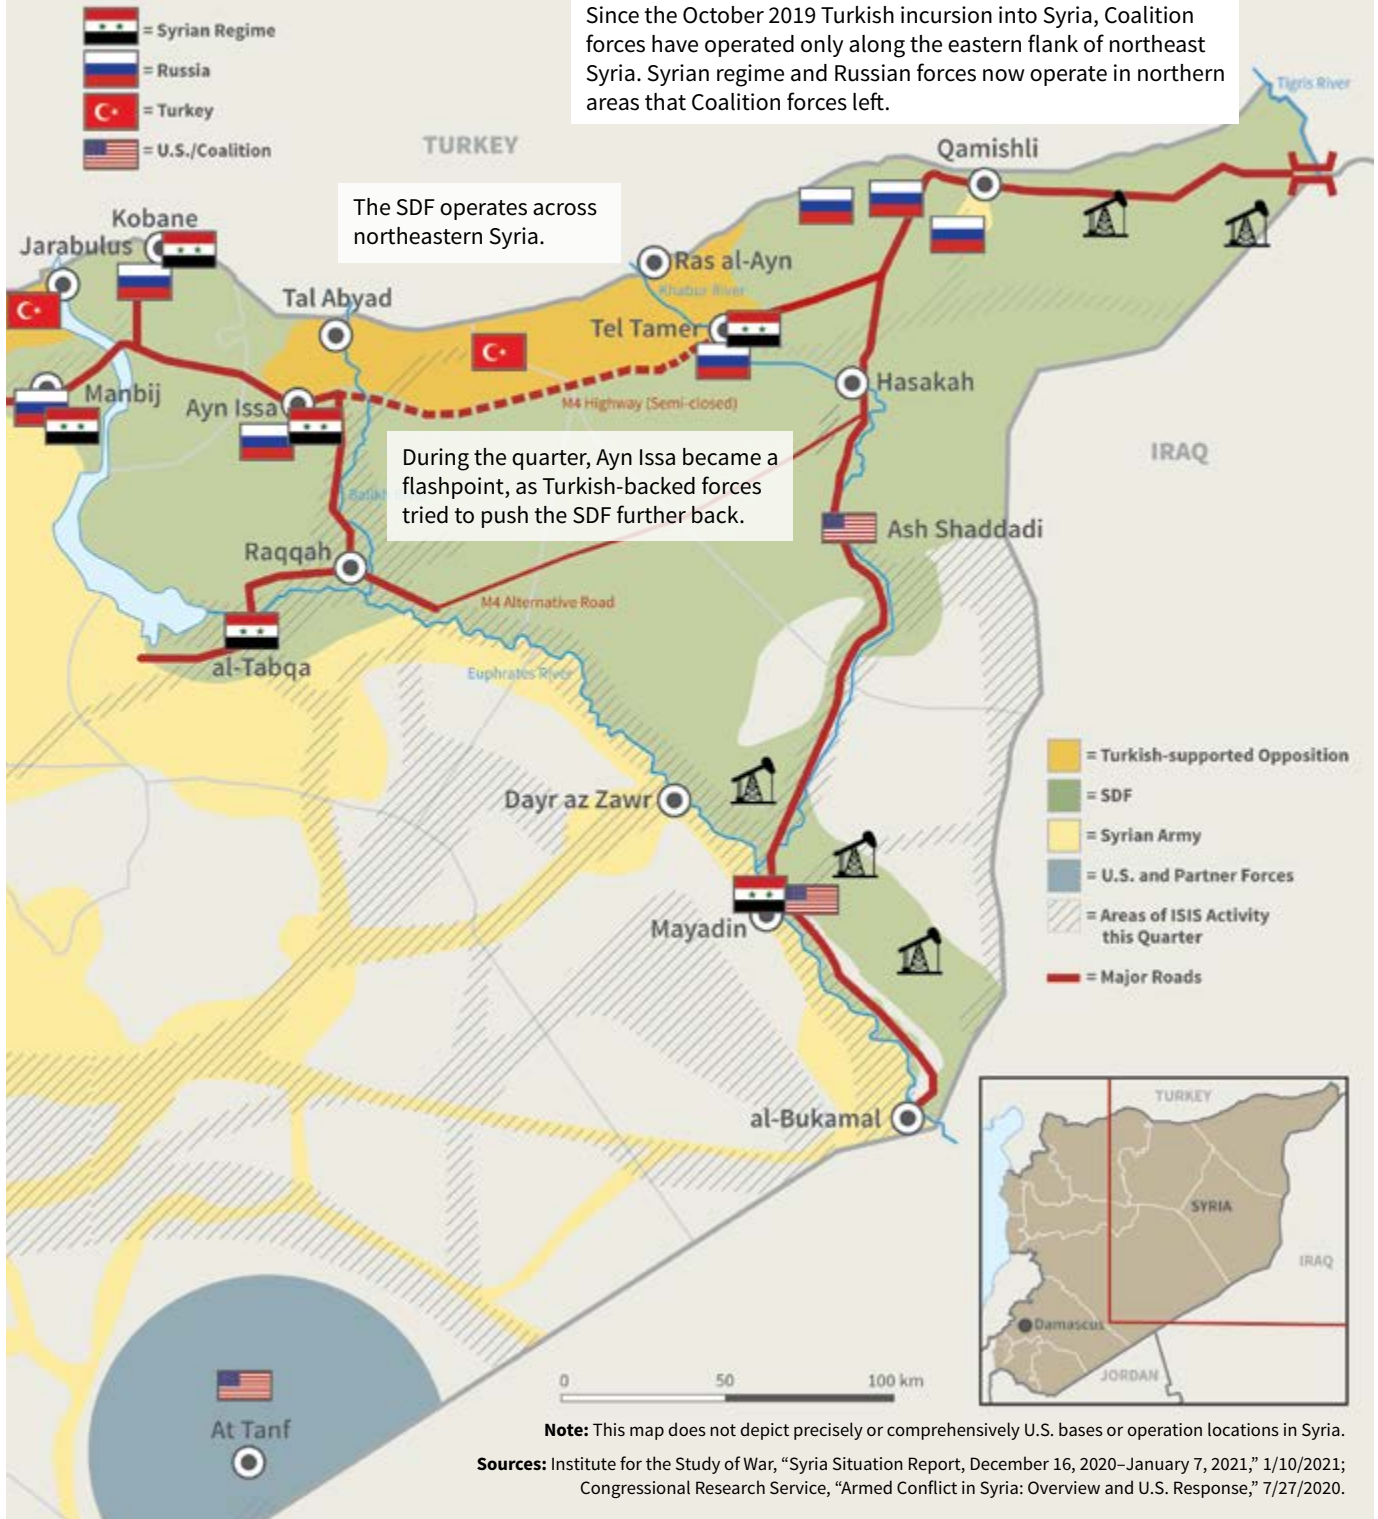 = Syrian Regime
= Russia
= Turkey
= U.S./Coalition
Since the October 2019 Turkish incursion into Syria, Coalition
forces have operated only along the eastern flank of northeast
Syria. Syrian regime and Russian forces now operate in northern
areas that Coalition forces left.
Tigris River
TURKEY
Qamishli
The SDF operates across
northeastern Syria.
Kobane
Jarabulus
Ras al-Ayn
Khabur River
Tal Abyad
Tel Tamer
Hasakah
Manbij
Ayn Issa
M4 Highway (Semi-closed)
IRAQ
During the quarter, Ayn Issa became a
flashpoint, as Turkish-backed forces
tried to push the SDF further back.
Balikh
Ash Shaddadi
Raqqah
M4 Alternative Road
al-Tabqa
Euphrates River
Dayr az Zawr
Mayadin
= Turkish-supported Opposition
= SDF
= Syrian Army
= U.S. and Partner Forces
= Areas of ISIS Activity
this Quarter
= Major Roads
al-Bukamal
TURKEY
SYRIA
IRAQ
Damascus
JORDAN
At Tanf
0 50 100 km
Note: This map does not depict precisely or comprehensively U.S. bases or operation locations in Syria.
Sources: Institute for the Study of War, “Syria Situation Report, December 16, 2020–January 7, 2021,” 1/10/2021;
Congressional Research Service, “Armed Conflict in Syria: Overview and U.S. Response,” 7/27/2020.